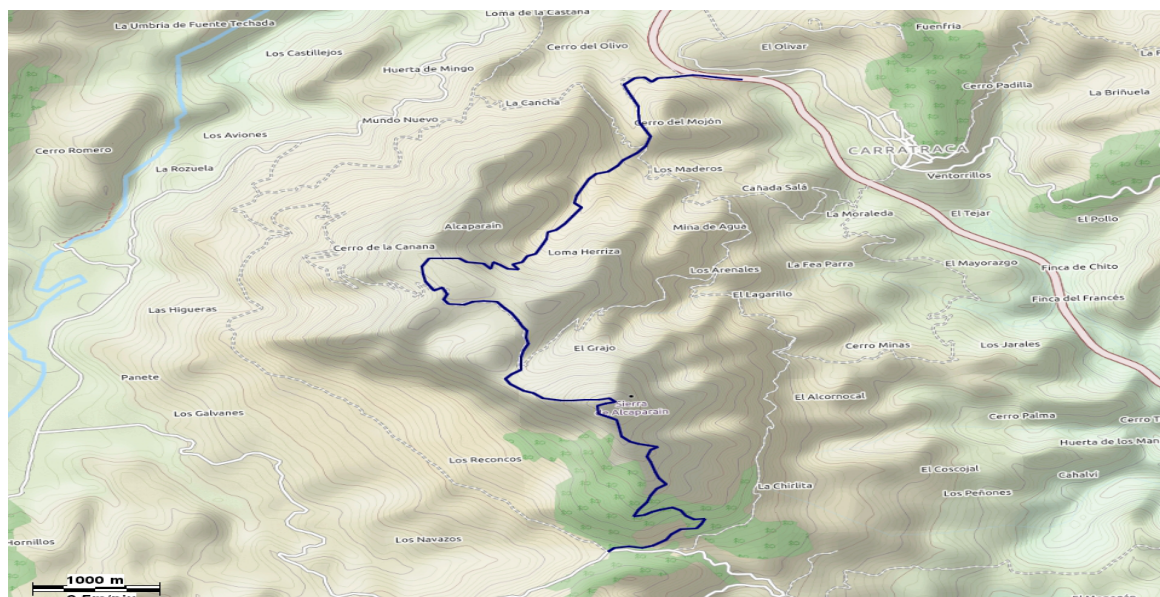 Loma de la Castana
La Umbria de Fuente Techada
Fuenfria
Cerro del Olivo
El Olivar
Los Castillejos
Huerta de Mingo
Cerro Padilla
La Briñuela
La Cancha
Mundo Nuevo
Cerro del Mojón
Los Aviones
Cerro Romero
CARRATRACA
La Rozuela
Los Maderos
Ventorrillos
Cañada Salá
La Moraleda
El Tejar
El Pollo
Alcaparaín
Mina de Agua
Cerro de la Canana
Loma Herriza
La Fea Parra
El Mayorazgo
Los Arenales
Finca de Chito
El Lagarillo
Finca del Francés
Las Higueras
El Grajo
Cerro Minas
Los Jarales
Panete
El Alcornocal
Sierra
de Alcaparaín
Los Galvanes
Cerro Palma
Cerro T
Huerta de los Man
Los Reconcos
El Coscojal
Cahalví
La Chirlita
Los Peñones
Hornillos
Los Navazos
1000 m